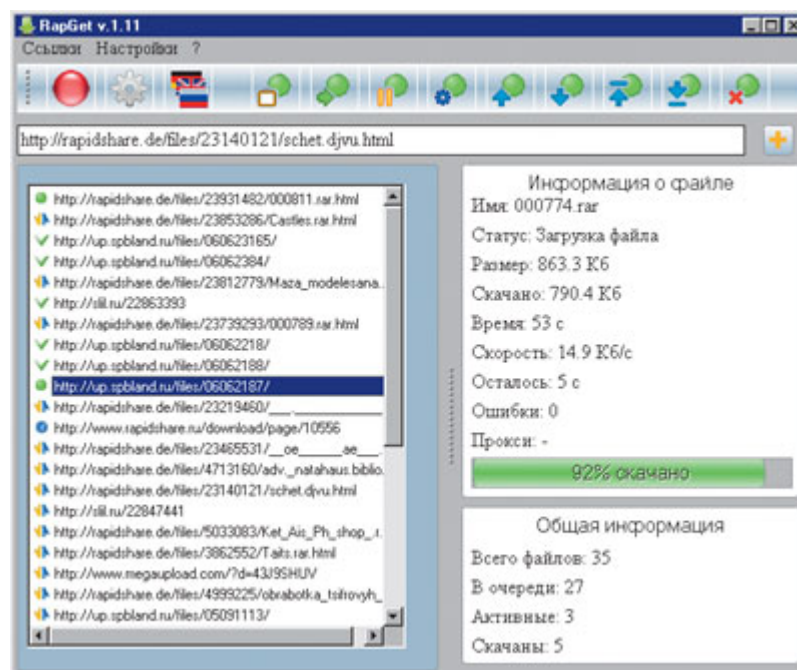 RapGet v.1.11
Ссылки Настройки ?
http://rapidshare.de/files/23140121/schet.djvu.html
http://rapidshare.de/files/23931482/000811.rar.html
http://rapidshare.de/files/23853286/Castles.rar.html
http://up.spbland.ru/files/060623165/
http://up.spbland.ru/files/06062384/
http://rapidshare.de/files/23812779/Maza_modelesana..
http://slil.ru/22863393
http://rapidshare.de/files/23739293/000789.rar.html
http://up.spbland.ru/files/06062218/
http://up.spbland.ru/files/06062188/
http://up.spbland.ru/files/06062187/
http://rapidshare.de/files/23219460/___.____________
http://www.rapidshare.ru/download/page/10556
http://rapidshare.de/files/23465531/__oe______ae___.
http://rapidshare.de/files/4713160/adv._natahaus.biblio.
http://rapidshare.de/files/23140121/schet.djvu.html
http://slil.ru/22847441
http://rapidshare.de/files/5033083/Ket_Ais_Ph_shop_.r.
http://rapidshare.de/files/3862552/Taits.rar.html
http://www.megaupload.com/?d=43J9SHUV
http://rapidshare.de/files/4999225/obrabotka_tsifrovyh_
http://up.spbland.ru/files/05091113/
Информация о файле
Имя: 000774.rar
Статус: Загрузка файла
Размер: 863.3 Кб
Скачано: 790.4 Кб
Время: 53 с
Скорость: 14.9 Кб/с
Осталось: 5 с
Ошибки: 0
Прокси: -
92% скачано
Общая информация
Всего файлов: 35
В очереди: 27
Активные: 3
Скачаны: 5